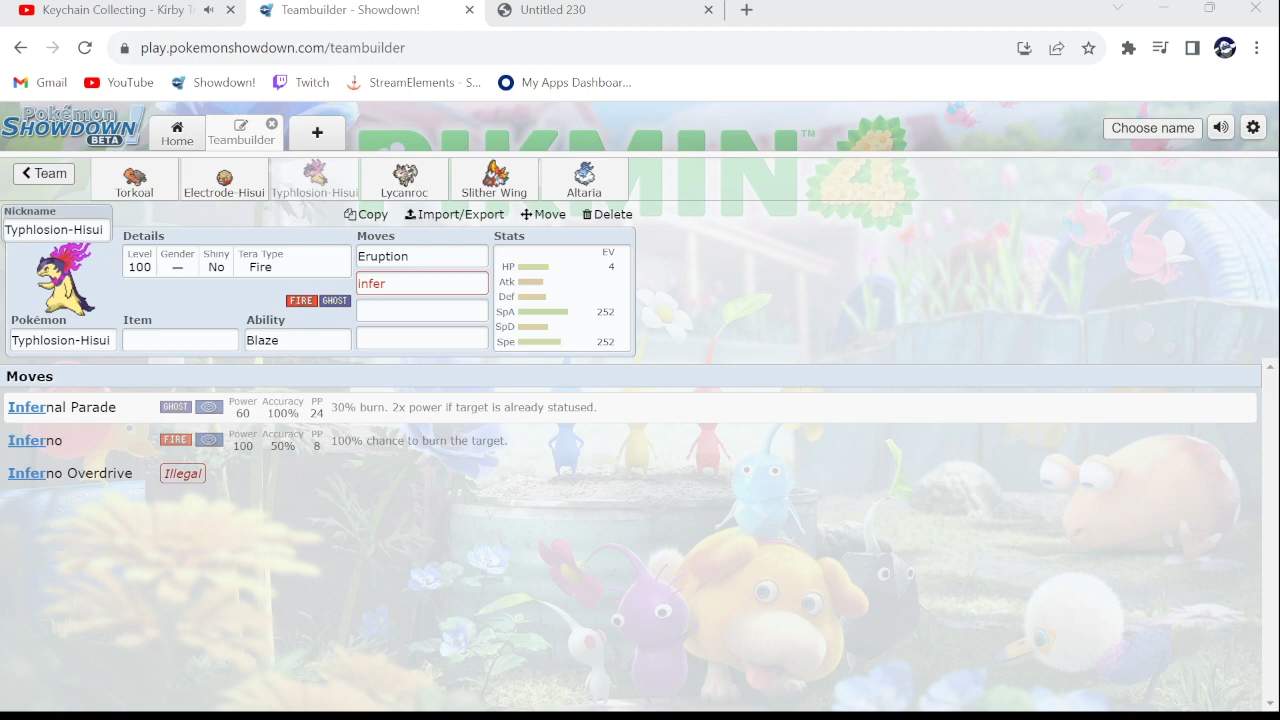 Keychain Collecting - Kirby Ti
Teambuilder - Showdown!
Untitled 230
play.pokemonshowdown.com/teambuilder
Gmail
YouTube
Showdown!
Twitch
StreamElements - S...
My Apps Dashboar...
Pokémon
SHOWDOWN!
BETA
Home
Teambuilder
PIKMIN 4
TM
Choose name
Team
Torkoal
Electrode-Hisui
Typhlosion-Hisui
Lycanroc
Slither Wing
Altaria
Nickname
Typhlosion-Hisui
Copy
Import/Export
Move
Delete
Details
Level
100
Gender
—
Shiny
No
Tera Type
Fire
FIRE GHOST
Pokémon
Typhlosion-Hisui
Item
Ability
Blaze
Moves
Eruption
infer
Stats
EV
HP 4
Atk
Def
SpA 252
SpD
Spe 252
Moves
Infernal Parade GHOST Power 60 Accuracy 100% PP 24 30% burn. 2x power if target is already statused.
Inferno FIRE Power 100 Accuracy 50% PP 8 100% chance to burn the target.
Inferno Overdrive Illegal